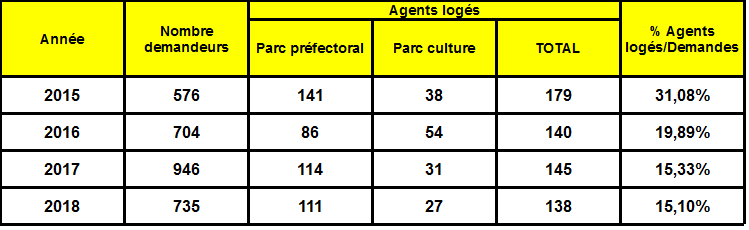 Année
Nombre
demandeurs
Agents logés
Parc préfectoral Parc culture TOTAL
% Agents
logés/Demandes
2015 576 141 38 179 31,08%
2016 704 86 54 140 19,89%
2017 946 114 31 145 15,33%
2018 735 111 27 138 15,10%